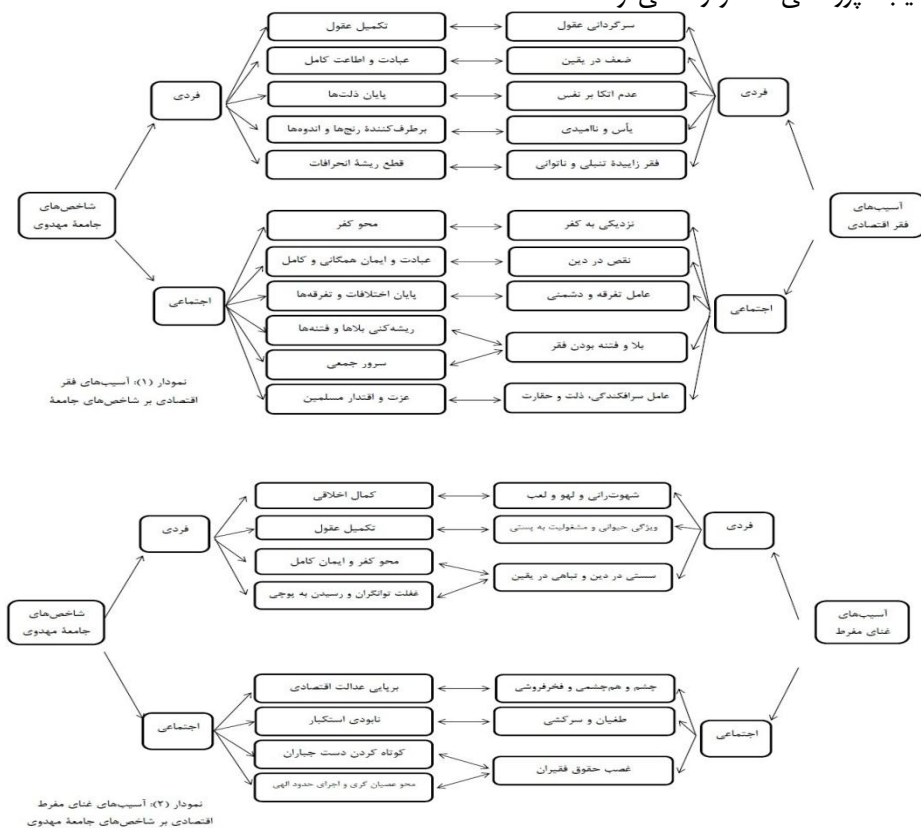 سرگردانی عقول
تکمیل عقول
ضعف در یقین
عبادت و اطاعت کامل
فردی
عدم اتکا بر نفس
پایان ذلت‌ها
فردی
یأس و ناامیدی
برطرف‌کنندهٔ رنج‌ها و اندوه‌ها
فقر زاییدهٔ تنبلی و ناتوانی
قطع ریشهٔ انحرافات
آسیب‌های
فقر اقتصادی
شاخص‌های
جامعهٔ مهدوی
نزدیکی به کفر
محو کفر
نقص در دین
عبادت و ایمان همگانی و کامل
اجتماعی
عامل تفرقه و دشمنی
پایان اختلافات و تفرقه‌ها
اجتماعی
بلا و فتنه بودن فقر
ریشه‌کنی بلاها و فتنه‌ها
سرور جمعی
عامل سرافکندگی، ذلت و حقارت
عزت و اقتدار مسلمین
نمودار (۱): آسیب‌های فقر
اقتصادی بر شاخص‌های جامعهٔ
شهوت‌رانی و لهو و لعب
کمال اخلاقی
فردی
ویژگی حیوانی و مشغولیت به پستی
تکمیل عقول
فردی
سستی در دین و تباهی در یقین
محو کفر و ایمان کامل
غفلت توانگران و رسیدن به پوچی
آسیب‌های
غنای مفرط
شاخص‌های
جامعهٔ مهدوی
چشم و هم‌چشمی و فخرفروشی
برپایی عدالت اقتصادی
اجتماعی
طغیان و سرکشی
نابودی استکبار
اجتماعی
غصب حقوق فقیران
کوتاه کردن دست جباران
محو عصیان گری و اجرای حدود الهی
نمودار (۲): آسیب‌های غنای مفرط
اقتصادی بر شاخص‌های جامعهٔ مهدوی